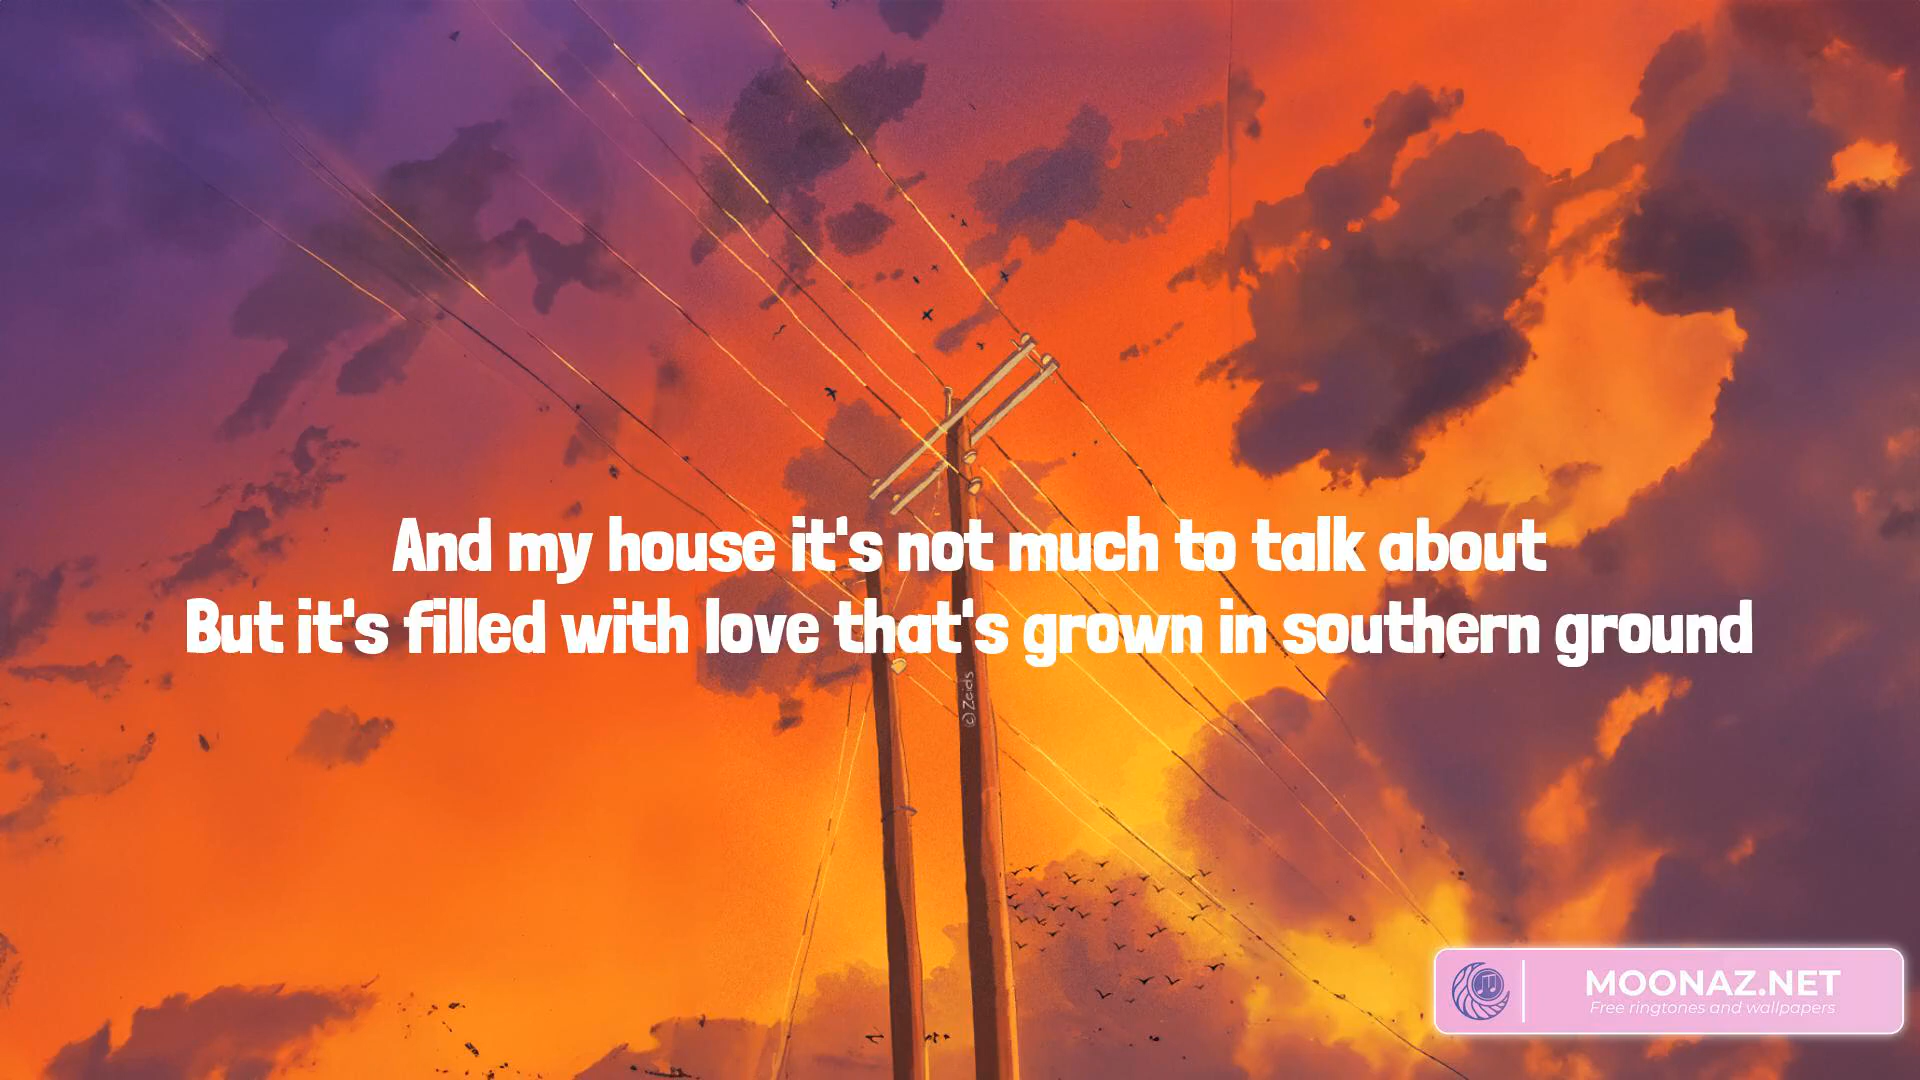 And my house it's not much to talk about
But it's filled with love that's grown in southern ground
(c) Zeids
MOONAZ.NET
Free ringtones and wallpapers